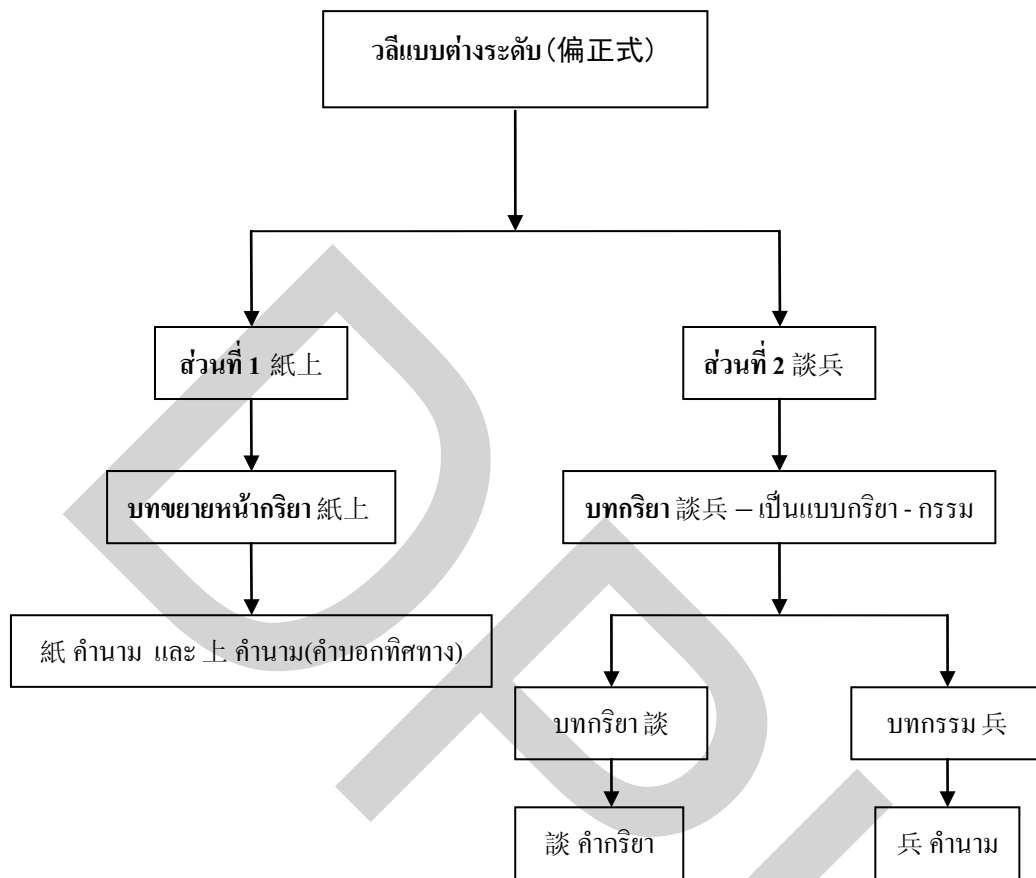 วลีแบบต่างระดับ(偏正式)
ส่วนที่ 1 紙上
ส่วนที่ 2 談兵
บทขยายหน้ากริยา 紙上
บทกริยา 談兵 – เป็นแบบกริยา - กรรม
紙 คำนาม และ 上 คำนาม(คำบอกทิศทาง)
บทกริยา 談
บทกรรม 兵
談 คำกริยา
兵 คำนาม